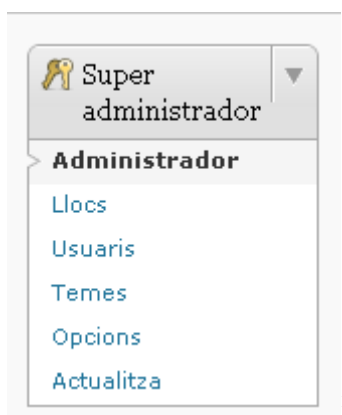 Super
administrador
Administrador
Llocs
Usuaris
Temes
Opcions
Actualitza